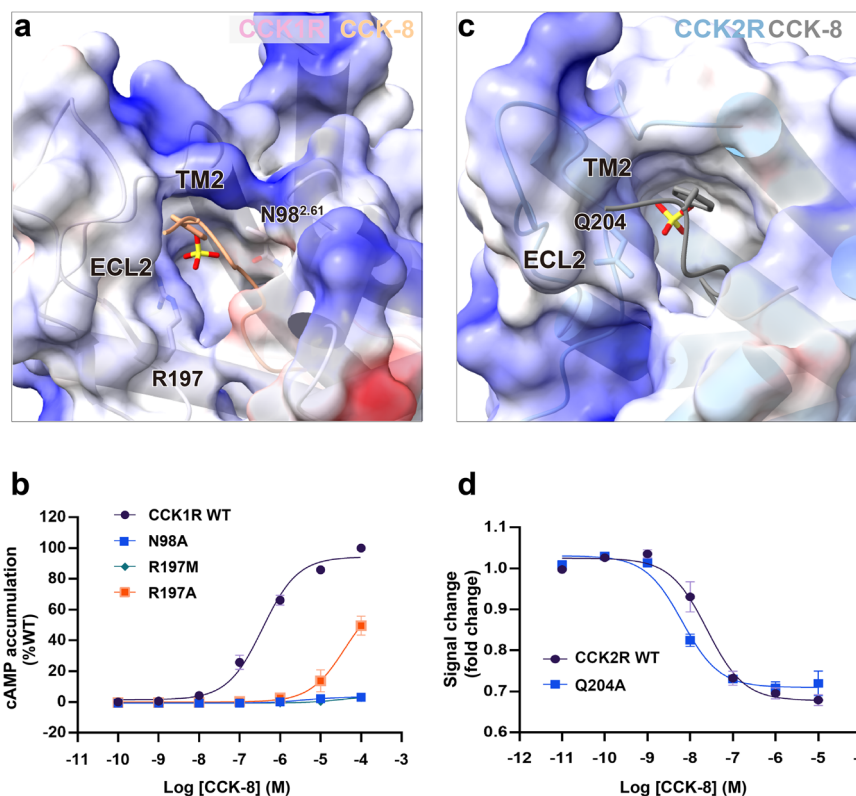 a
CCK1R CCK-8
TM2
N982.61
ECL2
R197
c
CCK2R CCK-8
TM2
Q204
ECL2
b
CCK1R WT
N98A
R197M
R197A
cAMP accumulation
(%WT)
120
100
80
60
40
20
0
-20
-11 -10 -9 -8 -7 -6 -5 -4 -3
Log [CCK-8] (M)
d
Signal change
(fold change)
1.1
1.0
0.9
0.8
0.7
0.6
CCK2R WT
Q204A
-12 -11 -10 -9 -8 -7 -6 -5
Log [CCK-8] (M)